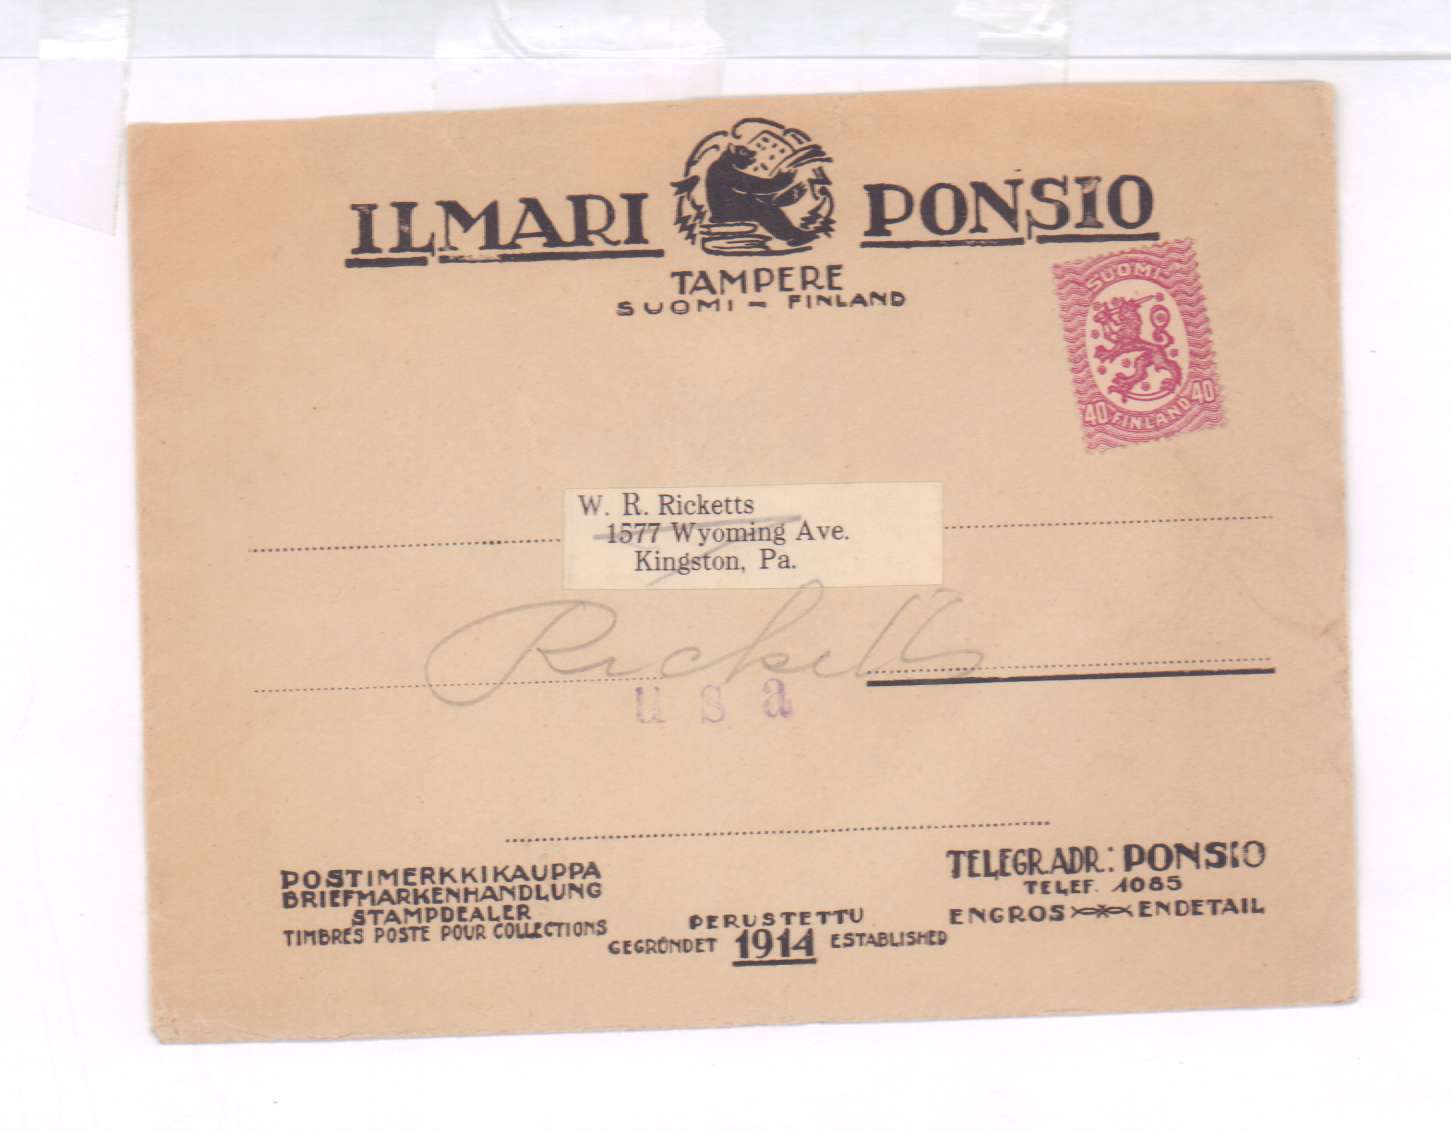 ILMARI PONSIO
TAMPERE
SUOMI – FINLAND
SUOMI
40 FINLAND 40
W. R. Ricketts
1577 Wyoming Ave.
Kingston, Pa.
Ricketts
usa
POSTIMERKKIKAUPPA
BRIEFMARKENHANDLUNG
STAMPDEALER
TIMBRES POSTE POUR COLLECTIONS
PERUSTETTU
GEGRÜNDET 1914 ESTABLISHED
TELEGR.ADR.: PONSIO
TELEF. 1085
ENGROS ENDETAIL